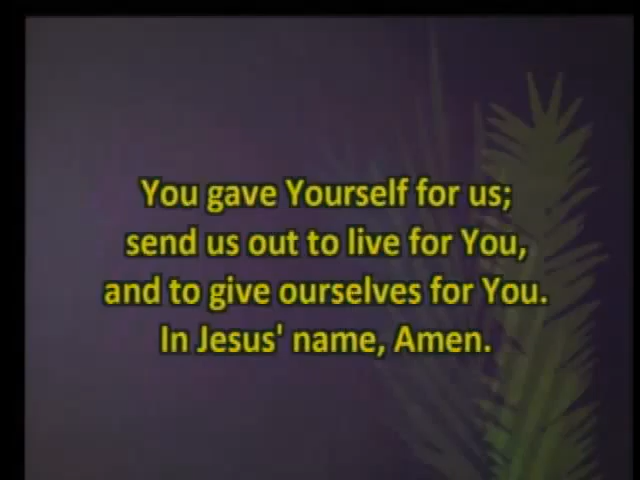 You gave Yourself for us;
send us out to live for You,
and to give ourselves for You.
In Jesus' name, Amen.